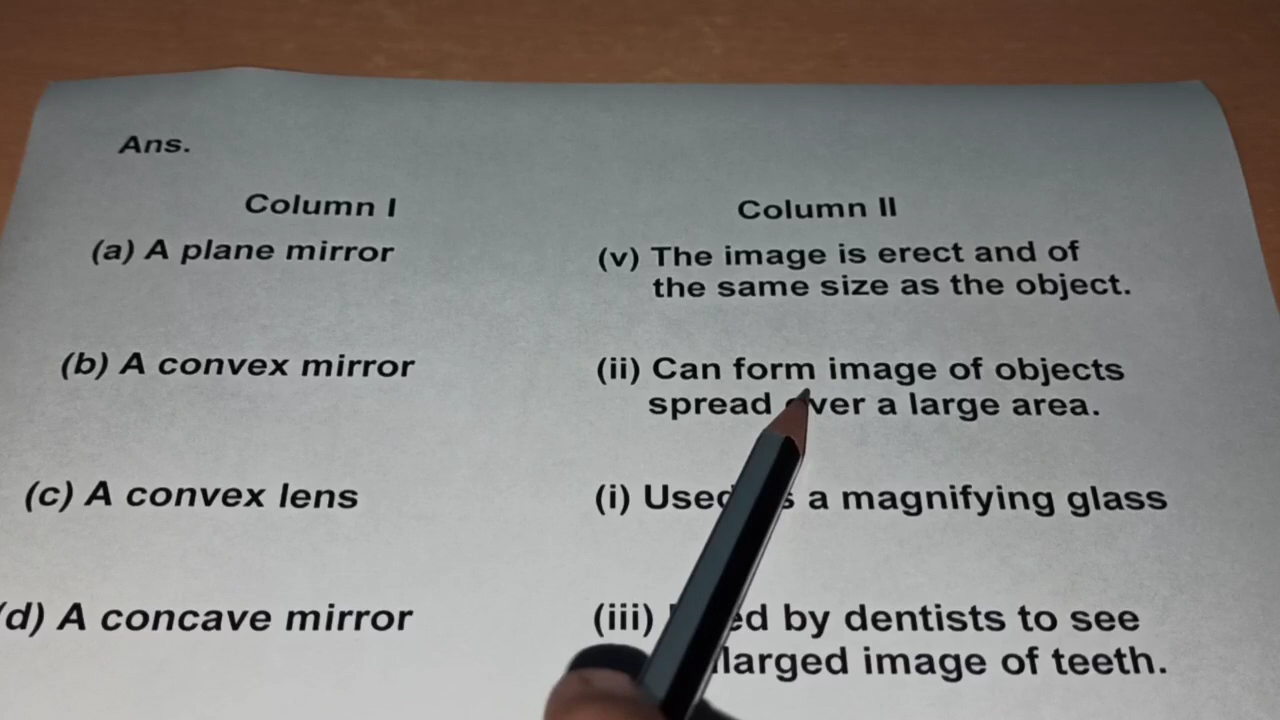 Ans.
Column I Column II
(a) A plane mirror (v) The image is erect and of
the same size as the object.
(b) A convex mirror (ii) Can form image of objects
spread over a large area.
(c) A convex lens (i) Used a magnifying glass
(d) A concave mirror (iii) by dentists to see
image of teeth.